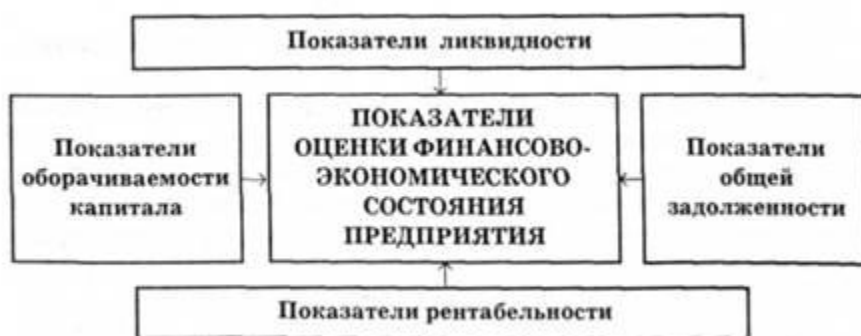 Показатели ликвидности
Показатели
оборачиваемости
капитала
ПОКАЗАТЕЛИ
ОЦЕНКИ ФИНАНСОВО-
ЭКОНОМИЧЕСКОГО
СОСТОЯНИЯ
ПРЕДПРИЯТИЯ
Показатели
общей
задолженности
Показатели рентабельности